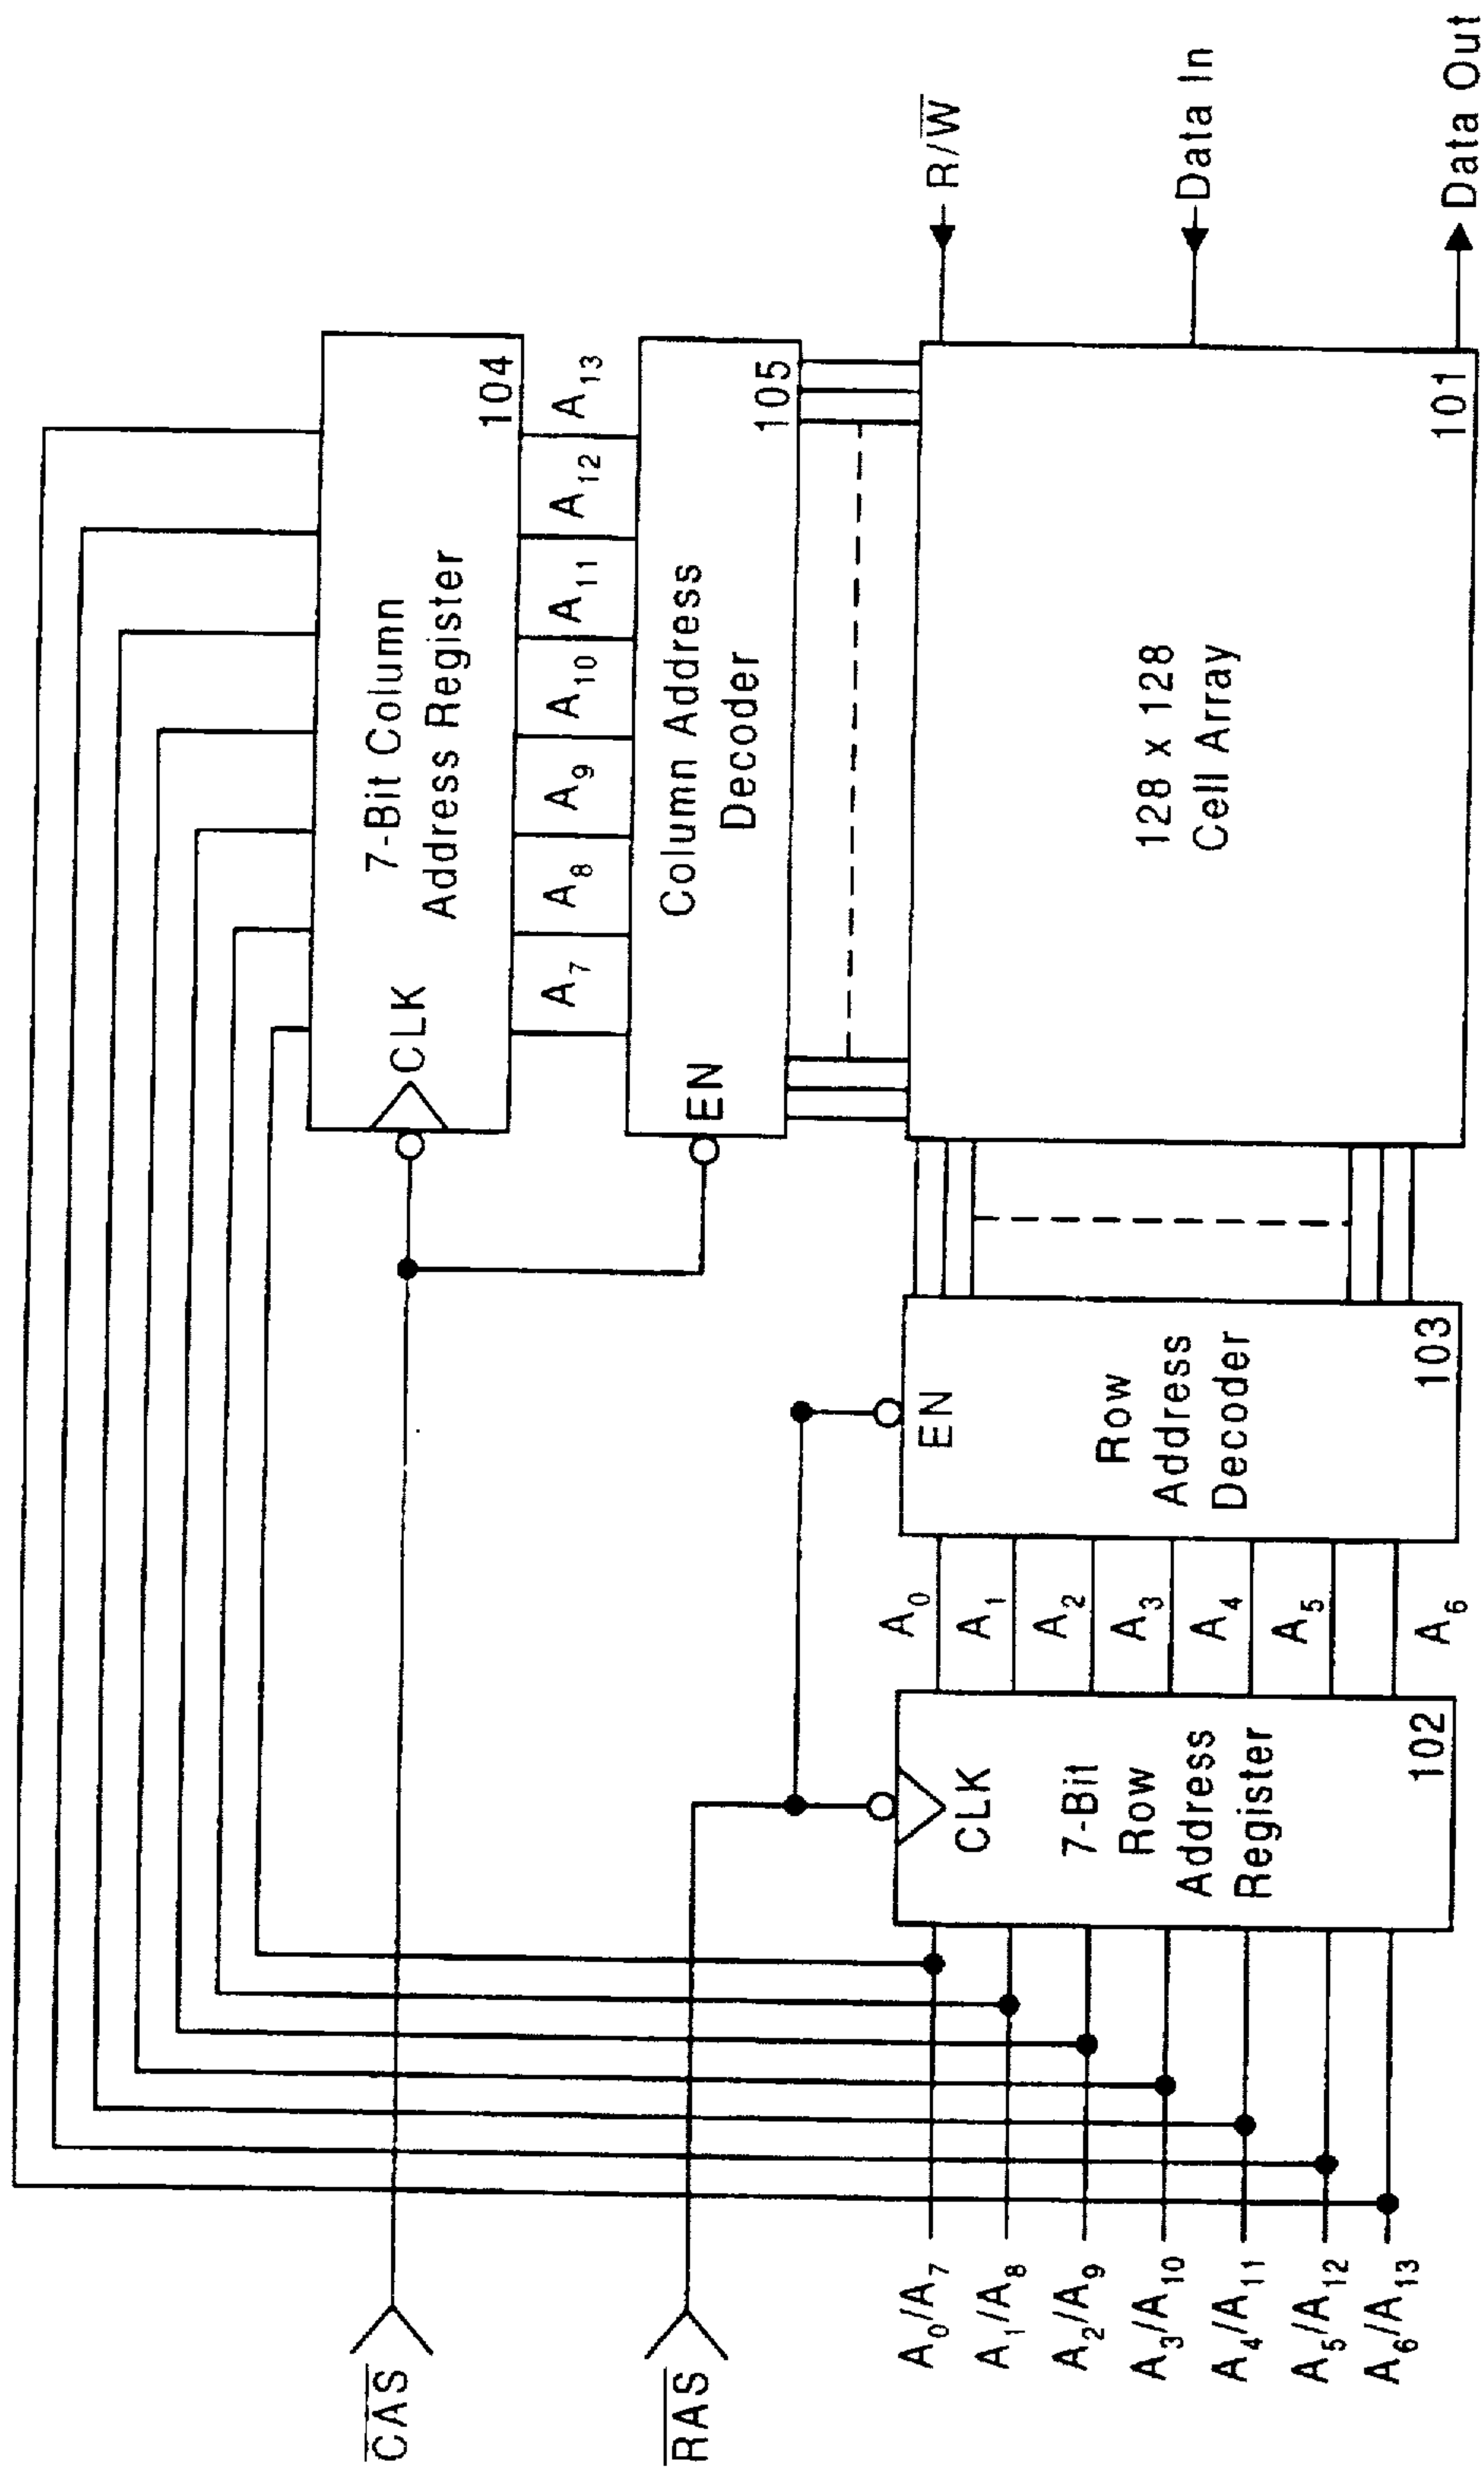 7-Bit Column
Address Register
CLK
104
A7 A8 A9 A10 A11 A12 A13
Column Address
Decoder
EN
105
C̅A̅S̅
R̅A̅S̅
A0/A7
A1/A8
A2/A9
A3/A10
A4/A11
A5/A12
A6/A13
CLK
7-Bit
Row
Address
Register
102
A0
A1
A2
A3
A4
A5
A6
EN
Row
Address
Decoder
103
128 x 128
Cell Array
101
R/W̅
Data In
Data Out